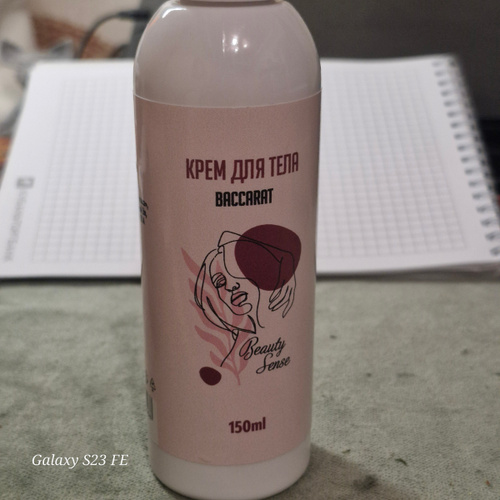 КРЕМ ДЛЯ ТЕЛА
BACCARAT
Beauty
Sense
150ml
Galaxy S23 FE